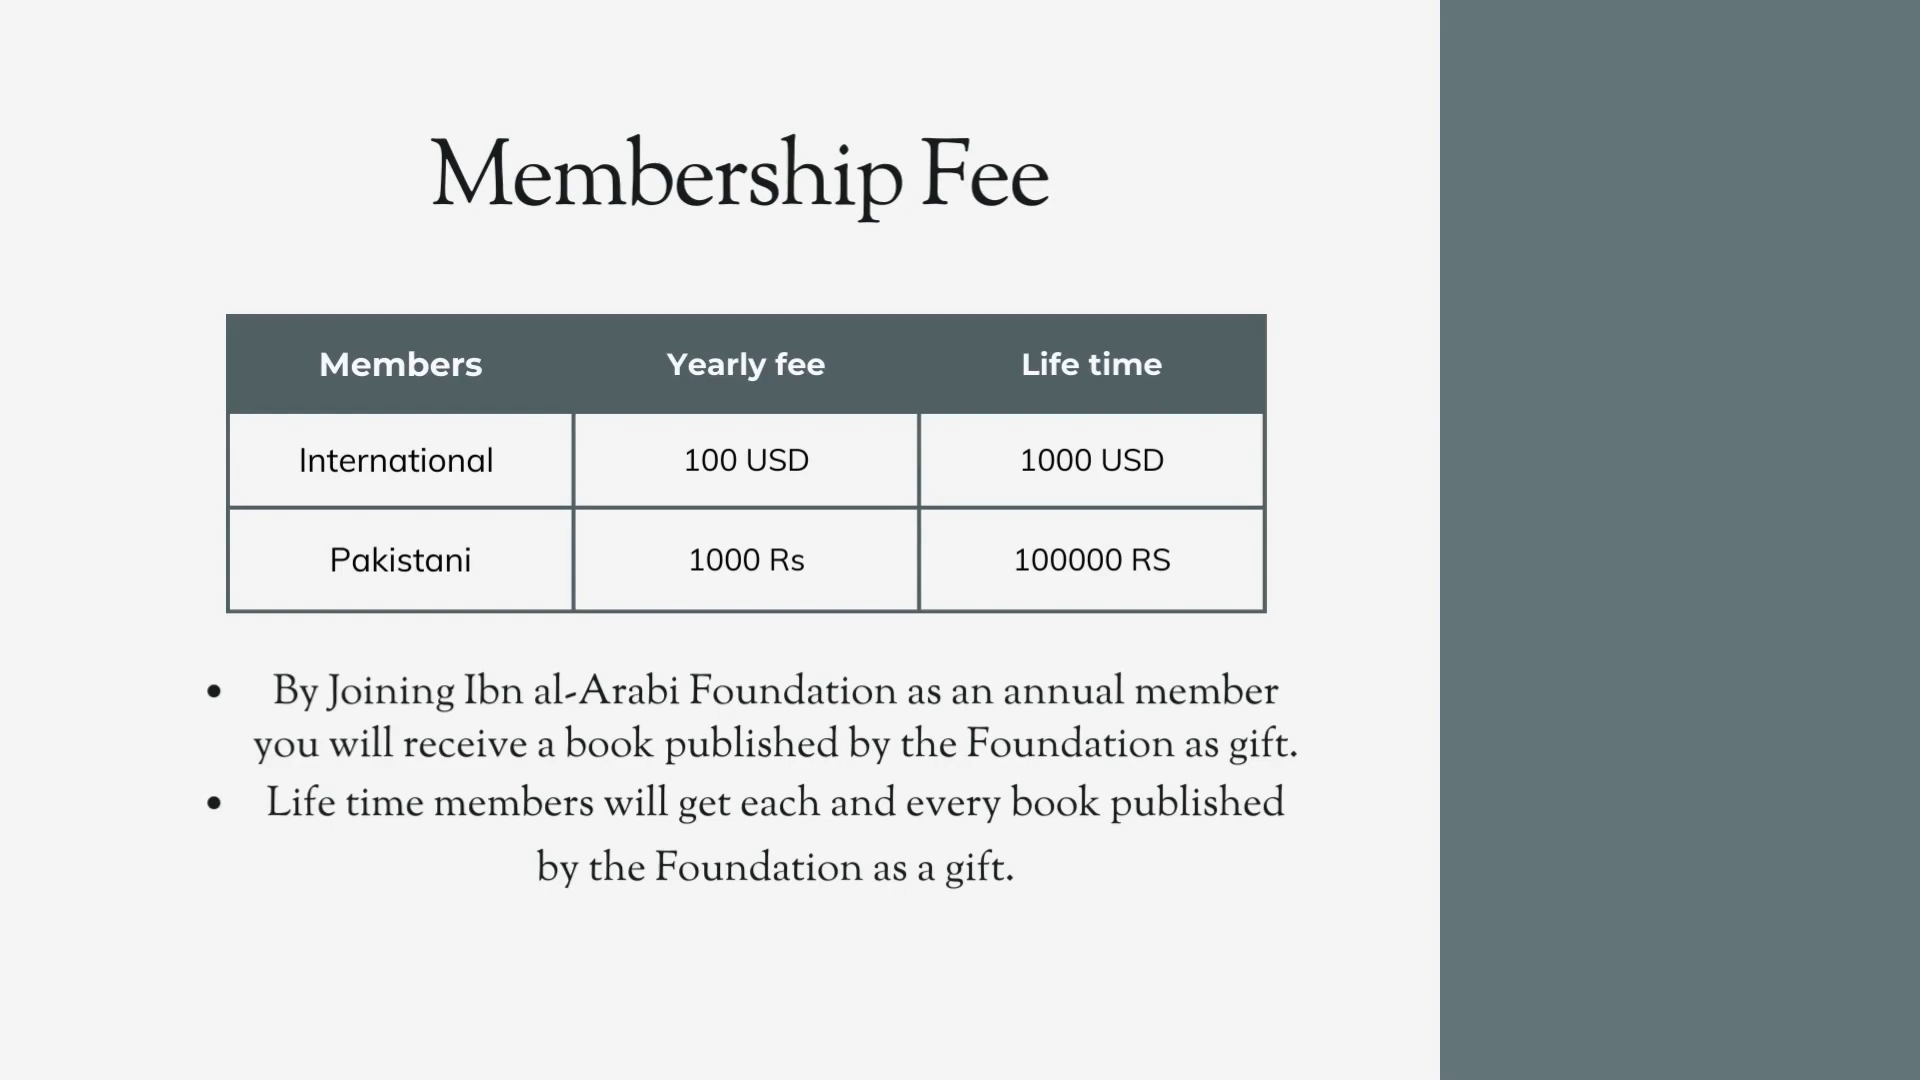 Membership Fee
Members Yearly fee Life time
International 100 USD 1000 USD
Pakistani 1000 Rs 100000 RS
• By Joining Ibn al-Arabi Foundation as an annual member
you will receive a book published by the Foundation as gift.
• Life time members will get each and every book published
by the Foundation as a gift.